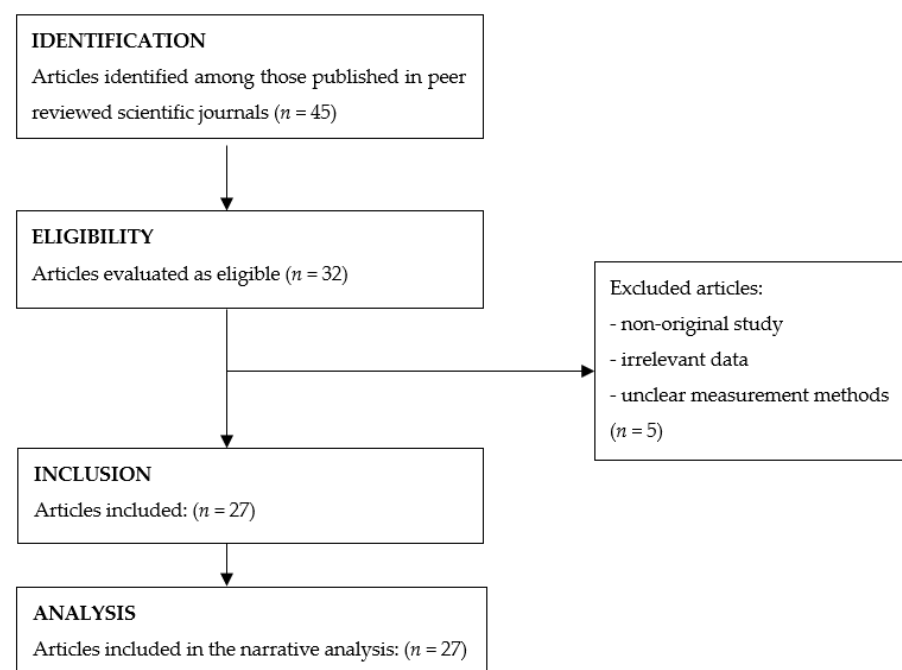 IDENTIFICATION
Articles identified among those published in peer
reviewed scientific journals (n = 45)
ELIGIBILITY
Articles evaluated as eligible (n = 32)
Excluded articles:
- non-original study
- irrelevant data
- unclear measurement methods
(n = 5)
INCLUSION
Articles included: (n = 27)
ANALYSIS
Articles included in the narrative analysis: (n = 27)